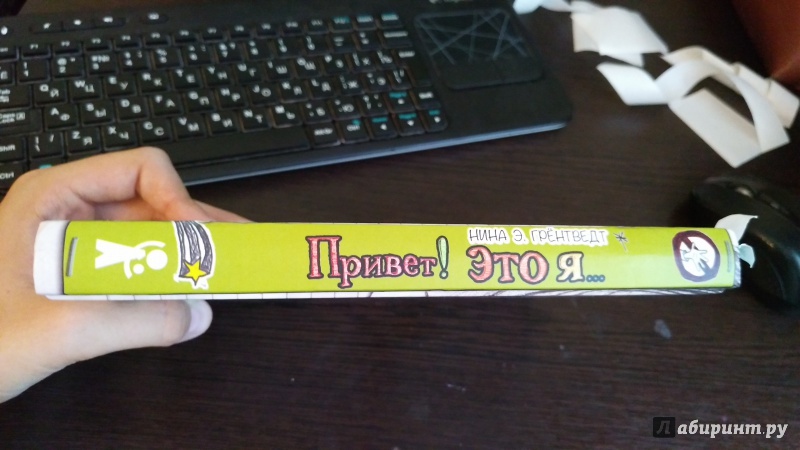 НИНА Э. ГРЁНТВЕДТ
Привет! Это я...
Лабиринт.ру